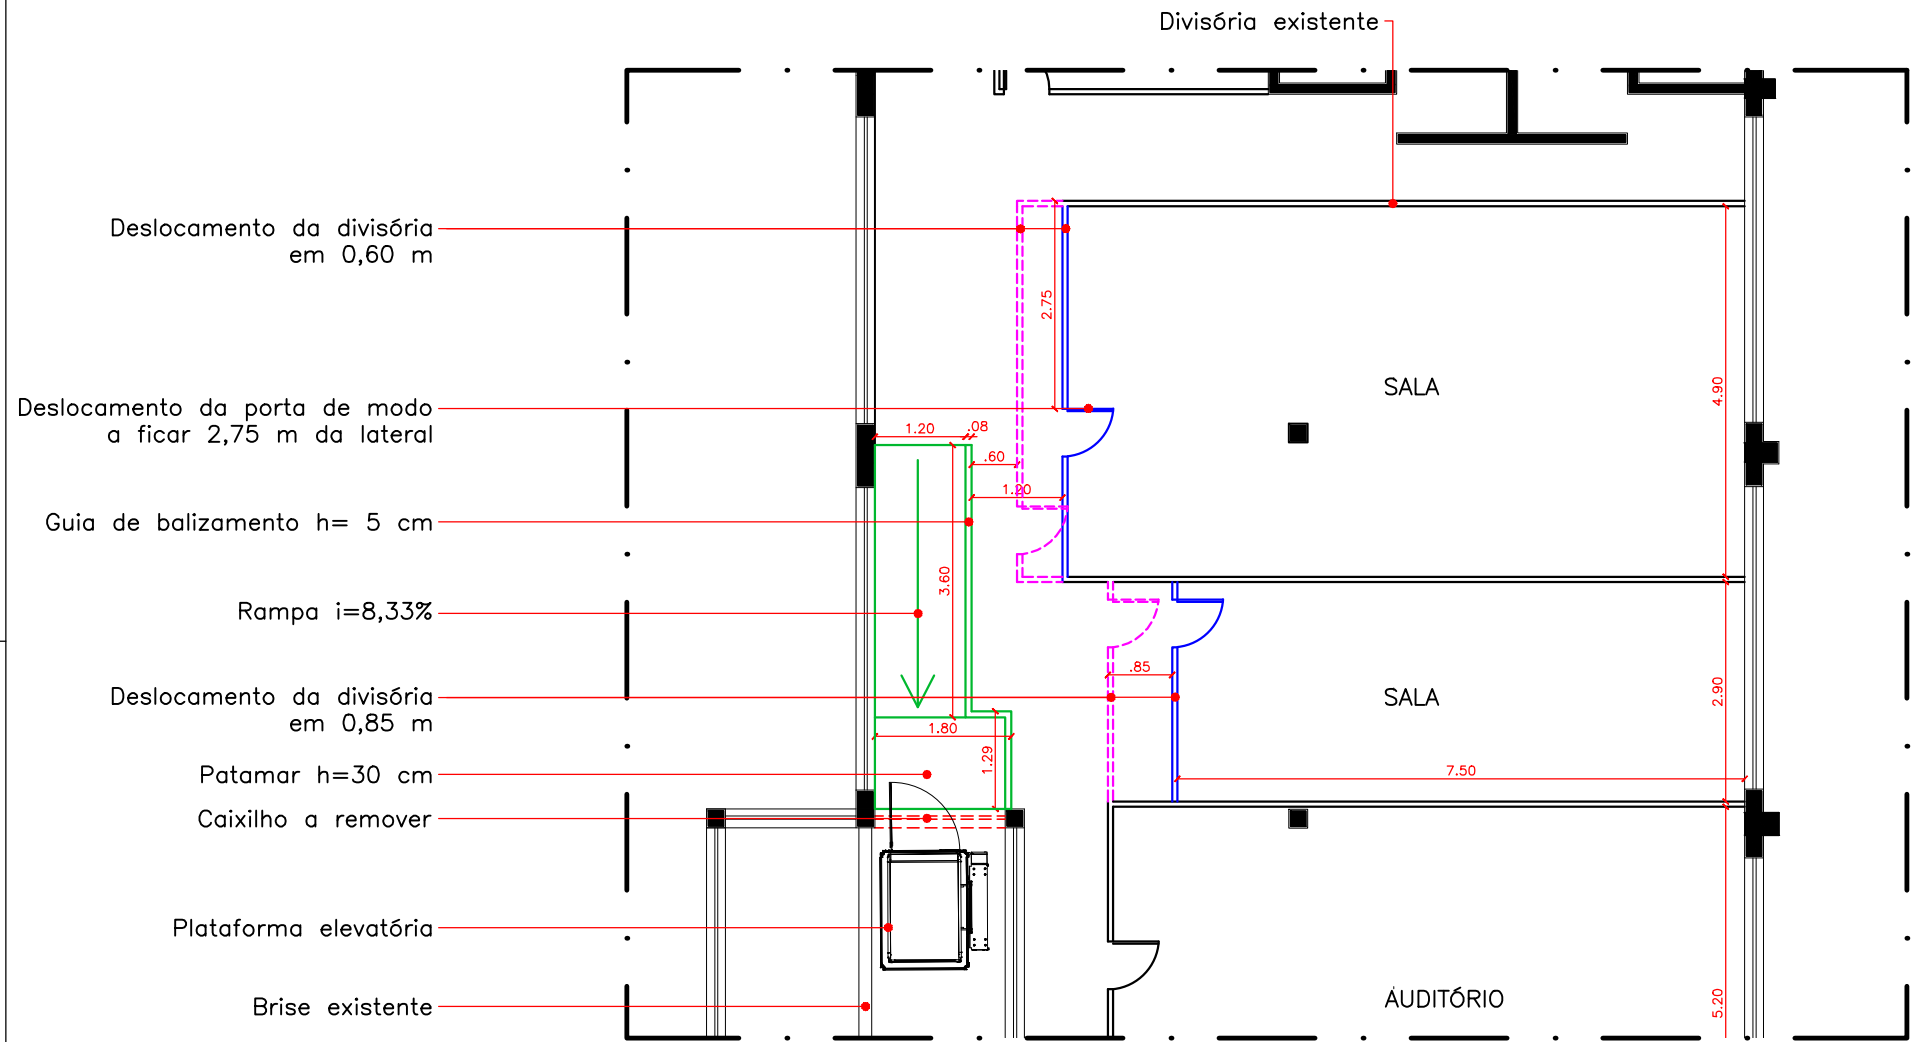 Divisória existente
Deslocamento da divisória
em 0,60 m
2.75
SALA
4.90
Deslocamento da porta de modo
a ficar 2,75 m da lateral
1.20
.08
.60
1.20
Guia de balizamento h= 5 cm
3.60
Rampa i=8,33%
.85
Deslocamento da divisória
em 0,85 m
SALA
2.90
1.80
1.29
7.50
Patamar h=30 cm
Caixilho a remover
Plataforma elevatória
Brise existente
AUDITÓRIO
5.20